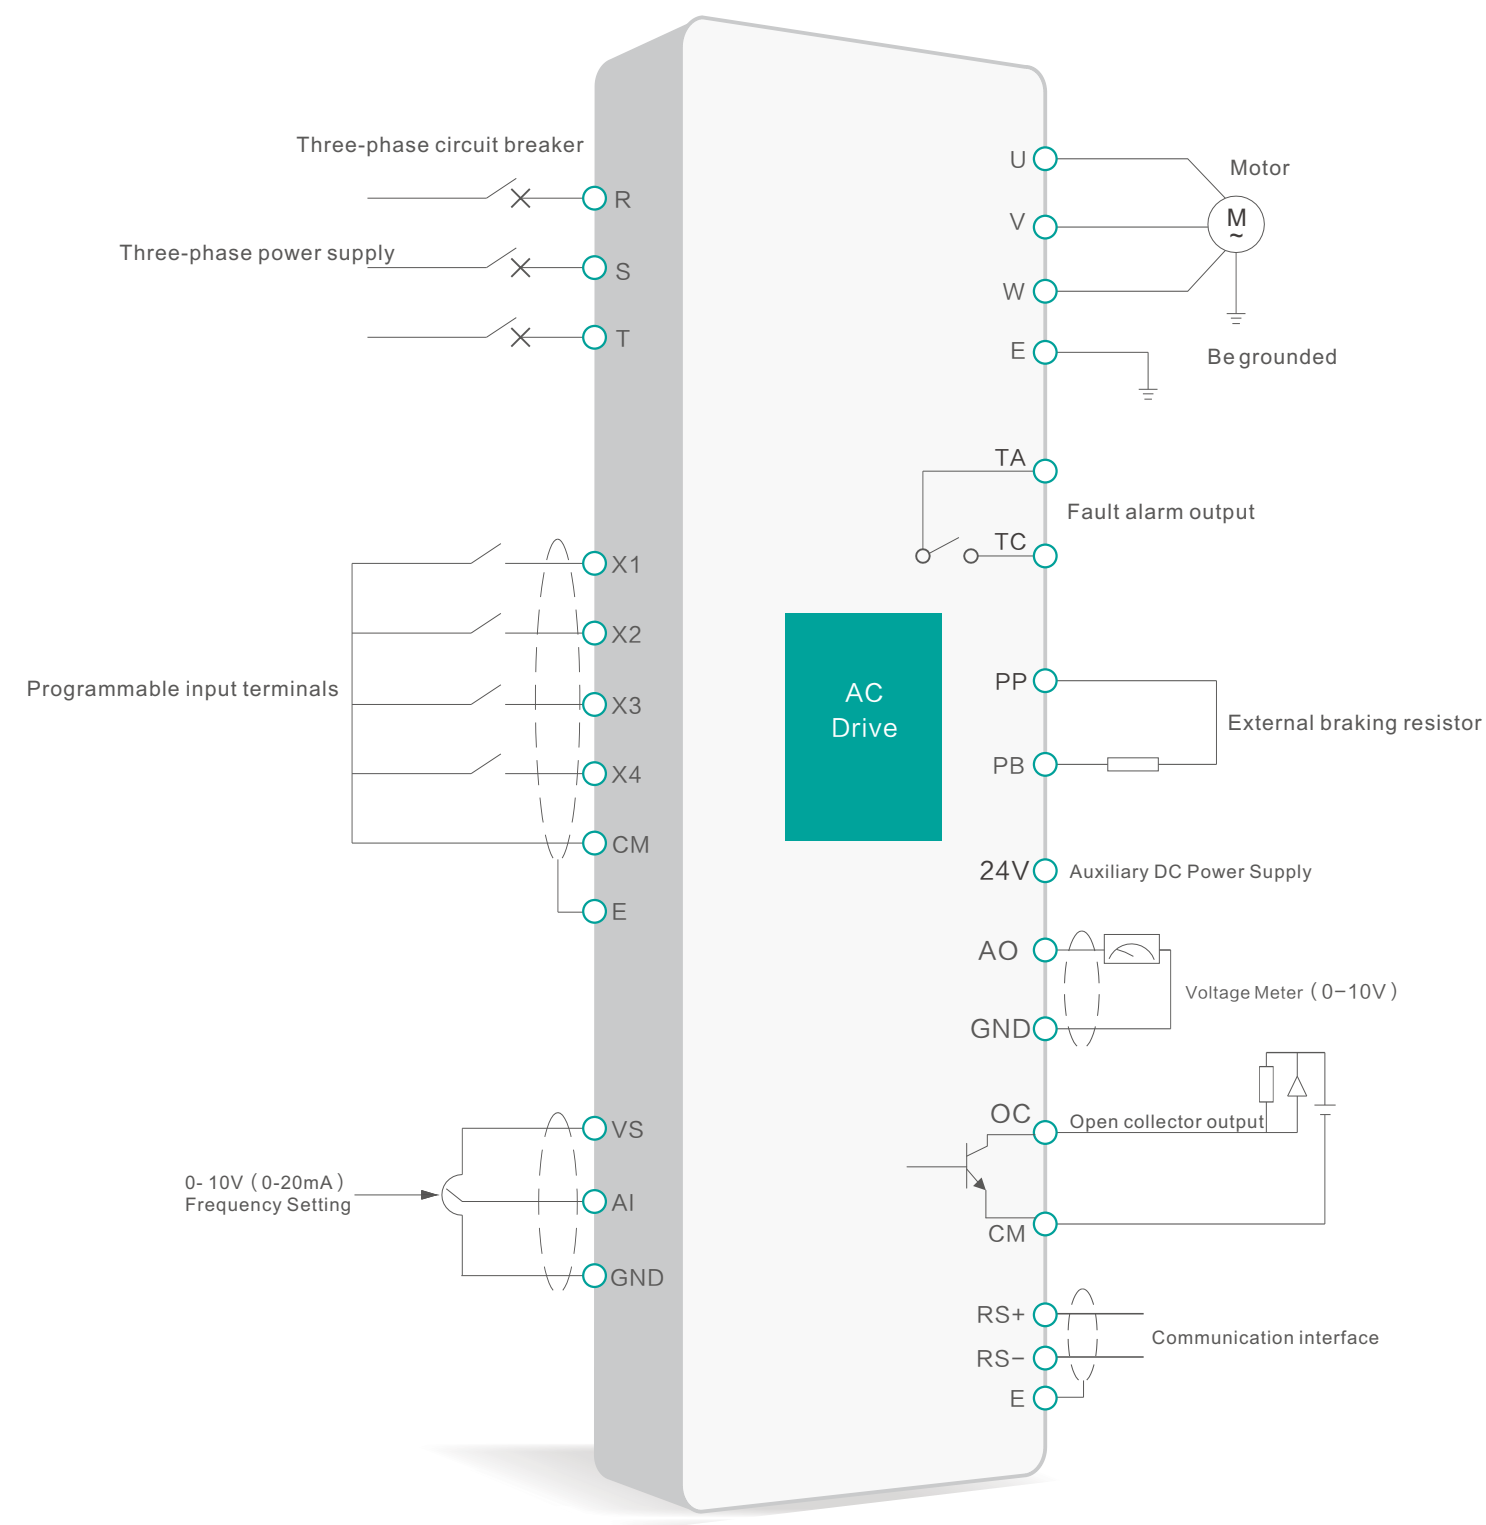 Three-phase circuit breaker
R
Three-phase power supply
S
T
X1
X2
Programmable input terminals
X3
X4
CM
E
VS
0- 10V ( 0-20mA )
Frequency Setting
AI
GND
AC
Drive
U
Motor
V
M
~
W
E
Be grounded
TA
Fault alarm output
TC
PP
External braking resistor
PB
24V
Auxiliary DC Power Supply
AO
Voltage Meter ( 0−10V )
GND
OC
Open collector output
CM
RS+
Communication interface
RS−
E